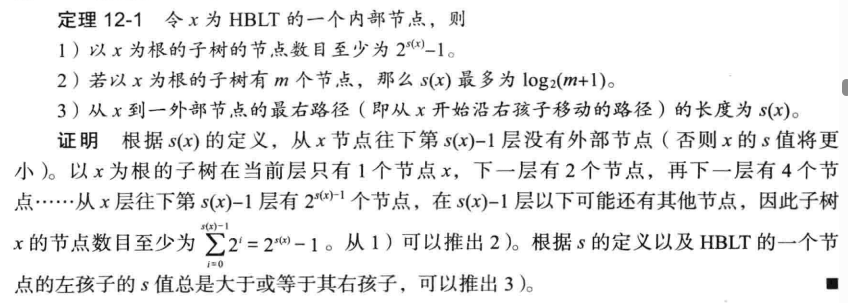 定理 12-1 令 x 为 HBLT 的一个内部节点，则
1）以 x 为根的子树的节点数目至少为 2^{s(x)}-1。
2）若以 x 为根的子树有 m 个节点，那么 s(x) 最多为 log₂(m+1)。
3）从 x 到一外部节点的最右路径（即从 x 开始沿右孩子移动的路径）的长度为 s(x)。
证明 根据 s(x) 的定义，从 x 节点往下第 s(x)-1 层没有外部节点（否则 x 的 s 值将更
小）。以 x 为根的子树在当前层只有 1 个节点 x，下一层有 2 个节点，再下一层有 4 个节
点……从 x 层往下第 s(x)-1 层有 2^{s(x)-1} 个节点，在 s(x)-1 层以下可能还有其他节点，因此子树
x 的节点数目至少为 \sum_{i=0}^{s(x)-1} 2^i = 2^{s(x)} - 1。从 1）可以推出 2）。根据 s 的定义以及 HBLT 的一个节
点的左孩子的 s 值总是大于或等于其右孩子，可以推出 3）。 ■